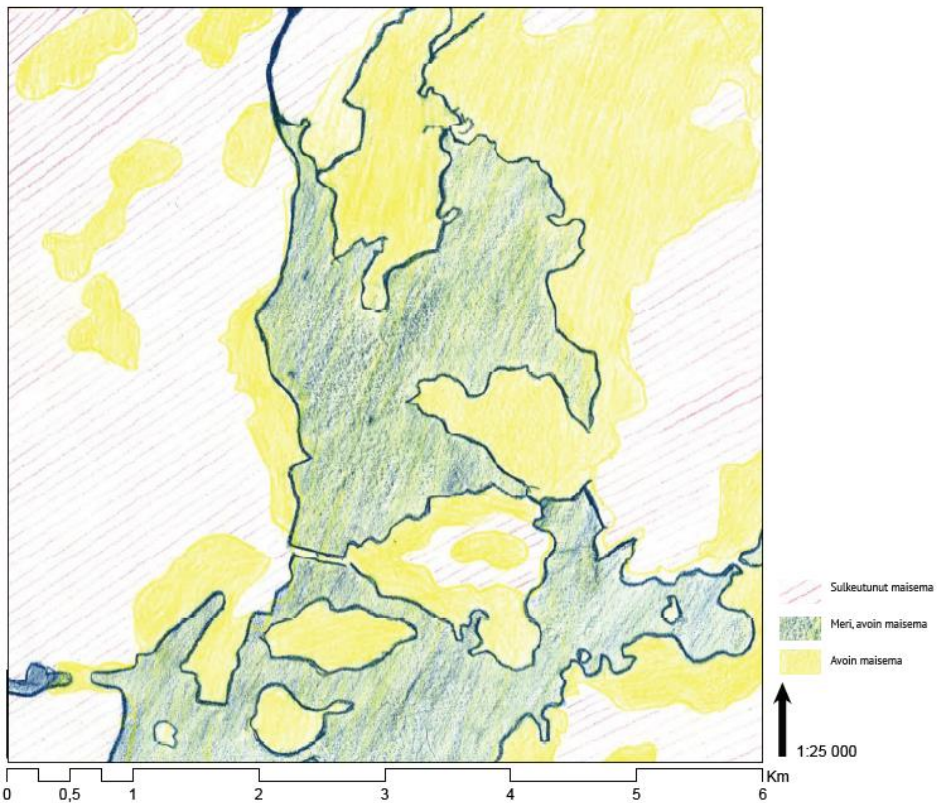 Sulkeutunut maisema
Meri, avoin maisema
Avoin maisema
1:25 000
Km
0 0,5 1 2 3 4 5 6